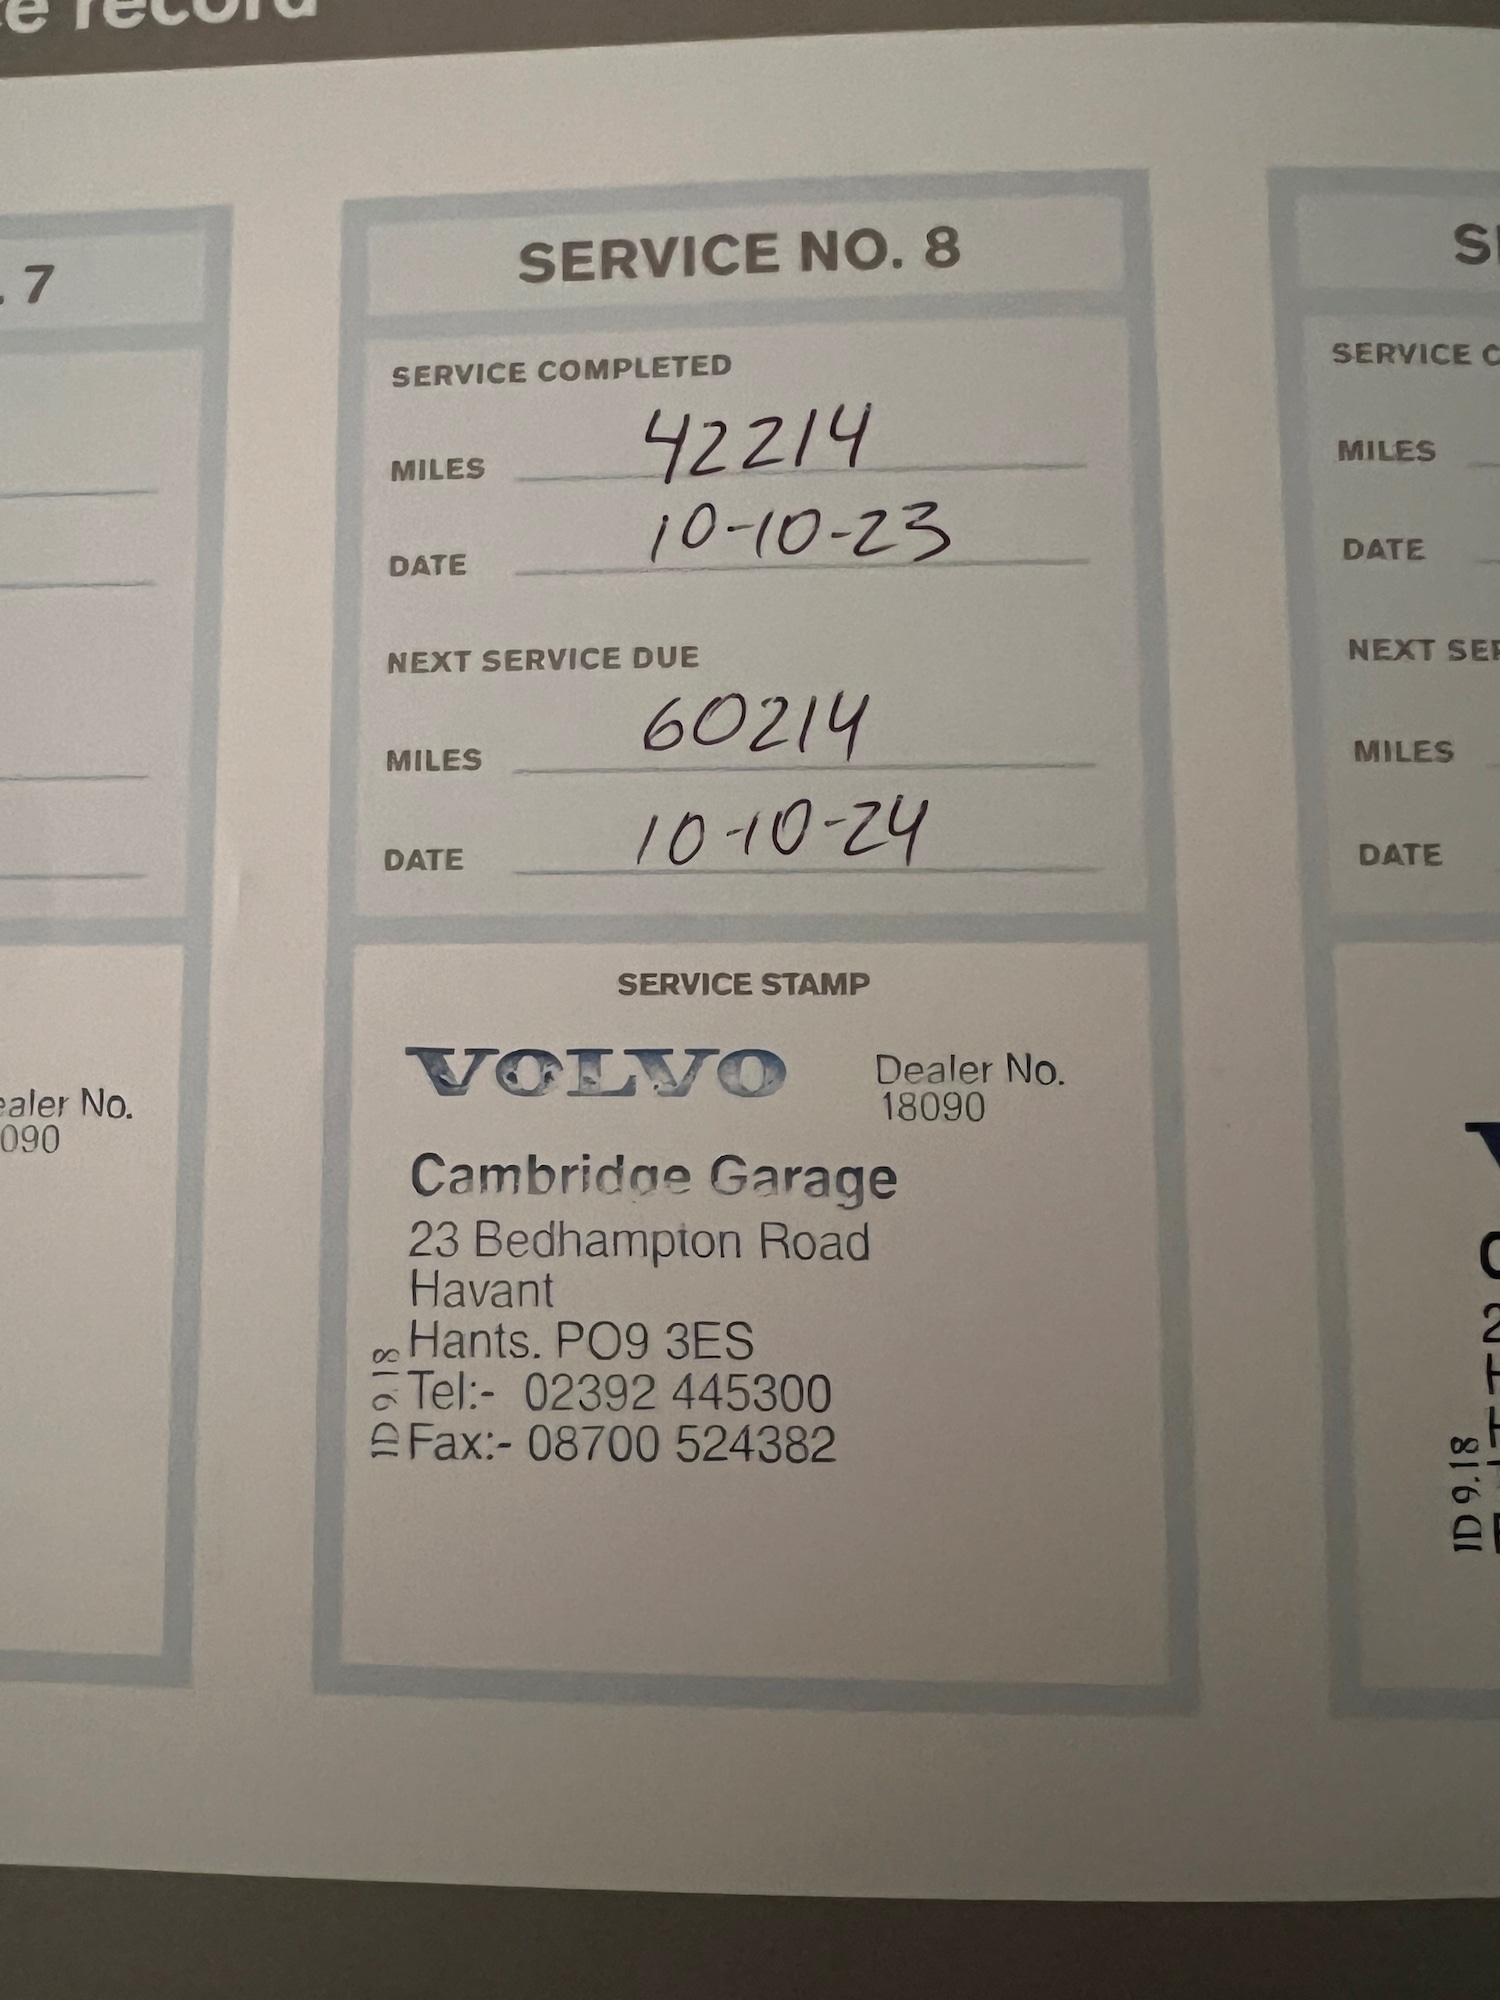 e record
. 7
ealer No.
090
SERVICE NO. 8
SERVICE COMPLETED
MILES 42214
DATE 10-10-23
NEXT SERVICE DUE
MILES 60214
DATE 10-10-24
SERVICE STAMP
VOLVO Dealer No.
18090
Cambridge Garage
23 Bedhampton Road
Havant
Hants. PO9 3ES
Tel:- 02392 445300
Fax:- 08700 524382
ID 9.18
SERVICE C
MILES
DATE
NEXT SER
MILES
DATE
ID 9.18